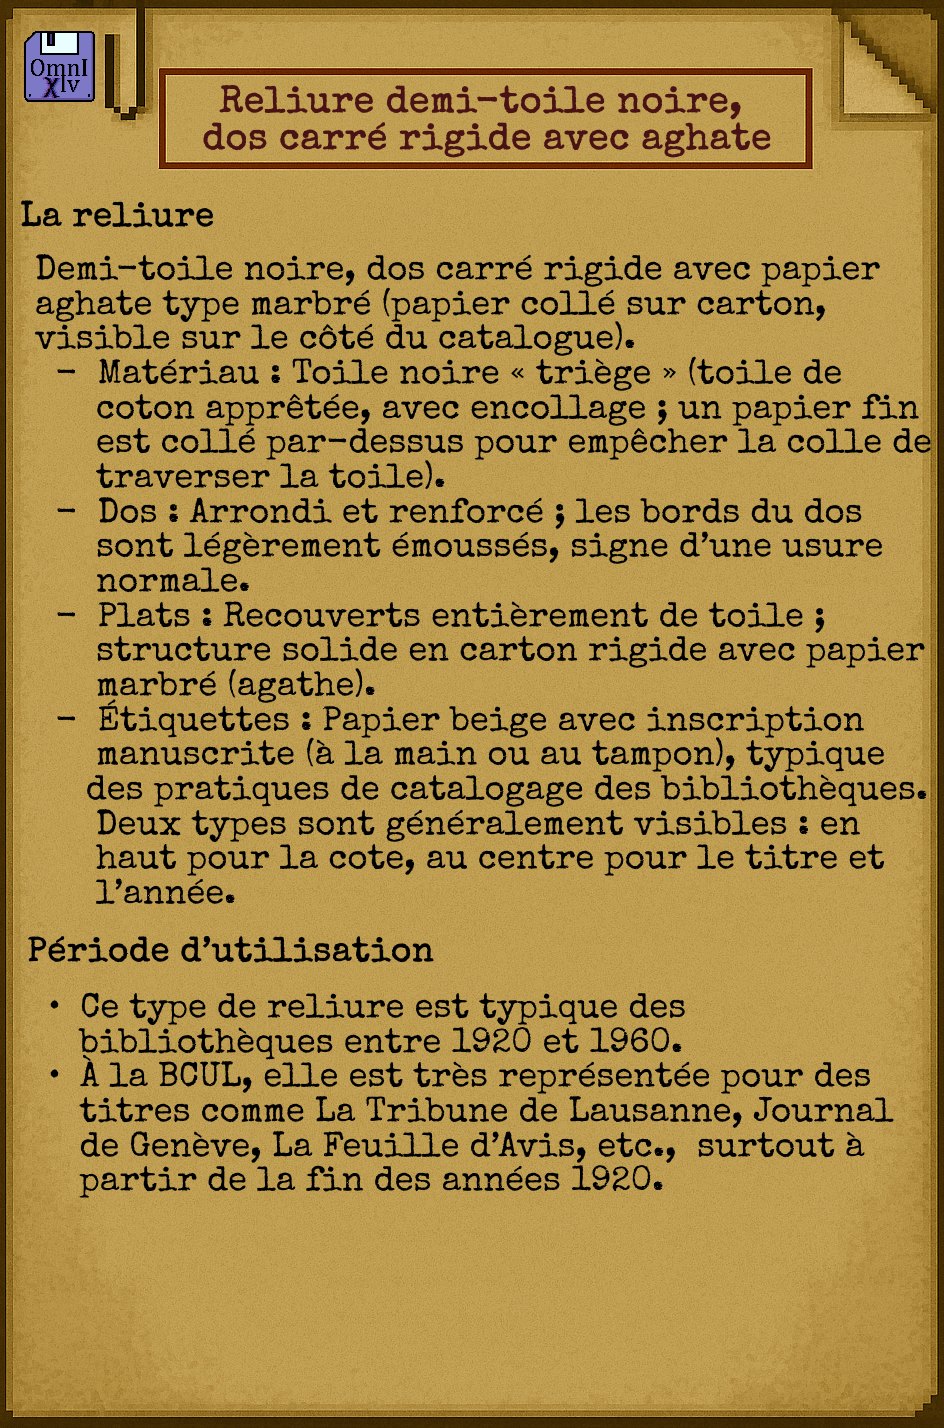 OmnI
χiv
Reliure demi-toile noire,
dos carré rigide avec aghate
La reliure
Demi-toile noire, dos carré rigide avec papier
aghate type marbré (papier collé sur carton,
visible sur le côté du catalogue).
- Matériau : Toile noire « triège » (toile de
coton apprêtée, avec encollage ; un papier fin
est collé par-dessus pour empêcher la colle de
traverser la toile).
- Dos : Arrondi et renforcé ; les bords du dos
sont légèrement émoussés, signe d'une usure
normale.
- Plats : Recouverts entièrement de toile ;
structure solide en carton rigide avec papier
marbré (agathe).
- Étiquettes : Papier beige avec inscription
manuscrite (à la main ou au tampon), typique
des pratiques de catalogage des bibliothèques.
Deux types sont généralement visibles : en
haut pour la cote, au centre pour le titre et
l'année.
Période d'utilisation
• Ce type de reliure est typique des
bibliothèques entre 1920 et 1960.
• À la BCUL, elle est très représentée pour des
titres comme La Tribune de Lausanne, Journal
de Genève, La Feuille d'Avis, etc., surtout à
partir de la fin des années 1920.